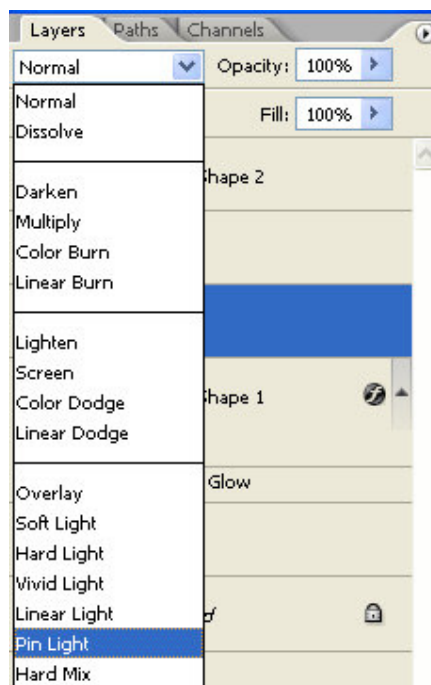 Layers Paths Channels
Normal Opacity: 100%
Normal Fill: 100%
Dissolve
Shape 2
Darken
Multiply
Color Burn
Linear Burn
Lighten
Screen
Color Dodge Shape 1
Linear Dodge
Overlay Glow
Soft Light
Hard Light
Vivid Light
Linear Light
Pin Light
Hard Mix